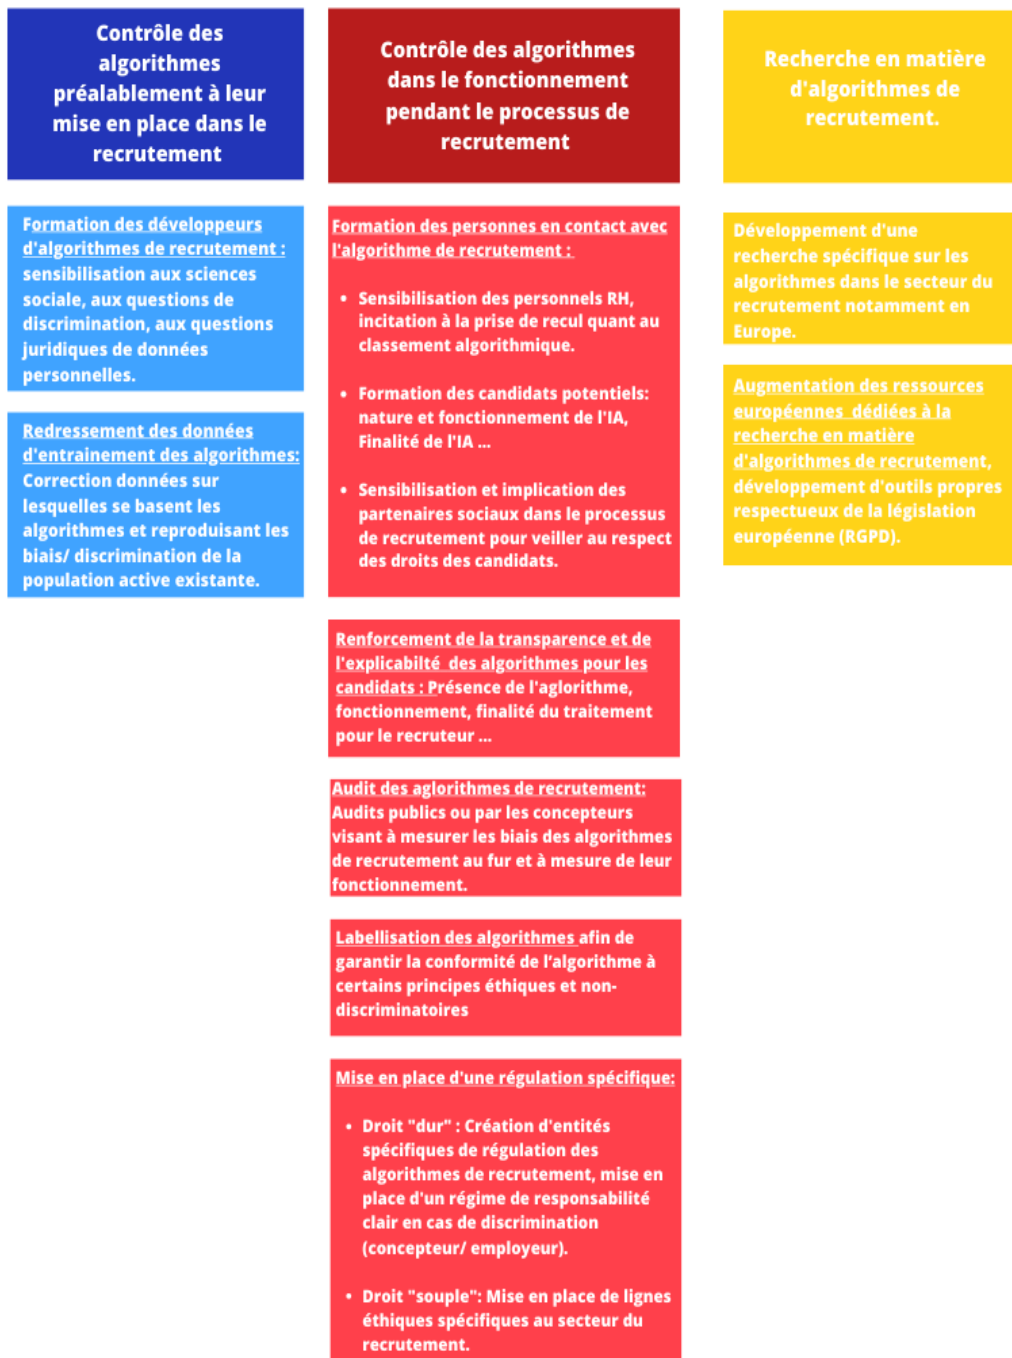 Contrôle des
algorithmes
préalablement à leur
mise en place dans le
recrutement
Formation des développeurs
d'algorithmes de recrutement :
sensibilisation aux sciences
sociale, aux questions de
discrimination, aux questions
juridiques de données
personnelles.
Redressement des données
d'entrainement des algorithmes:
Correction données sur
lesquelles se basent les
algorithmes et reproduisant les
biais/ discrimination de la
population active existante.
Contrôle des algorithmes
dans le fonctionnement
pendant le processus de
recrutement
Formation des personnes en contact avec
l'algorithme de recrutement :
• Sensibilisation des personnels RH,
incitation à la prise de recul quant au
classement algorithmique.
• Formation des candidats potentiels:
nature et fonctionnement de l'IA,
Finalité de l'IA ...
• Sensibilisation et implication des
partenaires sociaux dans le processus
de recrutement pour veiller au respect
des droits des candidats.
Renforcement de la transparence et de
l'explicabilté des algorithmes pour les
candidats : Présence de l'aglorithme,
fonctionnement, finalité du traitement
pour le recruteur ...
Audit des aglorithmes de recrutement:
Audits publics ou par les concepteurs
visant à mesurer les biais des algorithmes
de recrutement au fur et à mesure de leur
fonctionnement.
Labellisation des algorithmes afin de
garantir la conformité de l'algorithme à
certains principes éthiques et non-
discriminatoires
Mise en place d'une régulation spécifique:
• Droit "dur" : Création d'entités
spécifiques de régulation des
algorithmes de recrutement, mise en
place d'un régime de responsabilité
clair en cas de discrimination
(concepteur/ employeur).
• Droit "souple": Mise en place de lignes
éthiques spécifiques au secteur du
recrutement.
Recherche en matière
d'algorithmes de
recrutement.
Développement d'une
recherche spécifique sur les
algorithmes dans le secteur du
recrutement notamment en
Europe.
Augmentation des ressources
européennes dédiées à la
recherche en matière
d'algorithmes de recrutement,
développement d'outils propres
respectueux de la législation
européenne (RGPD).